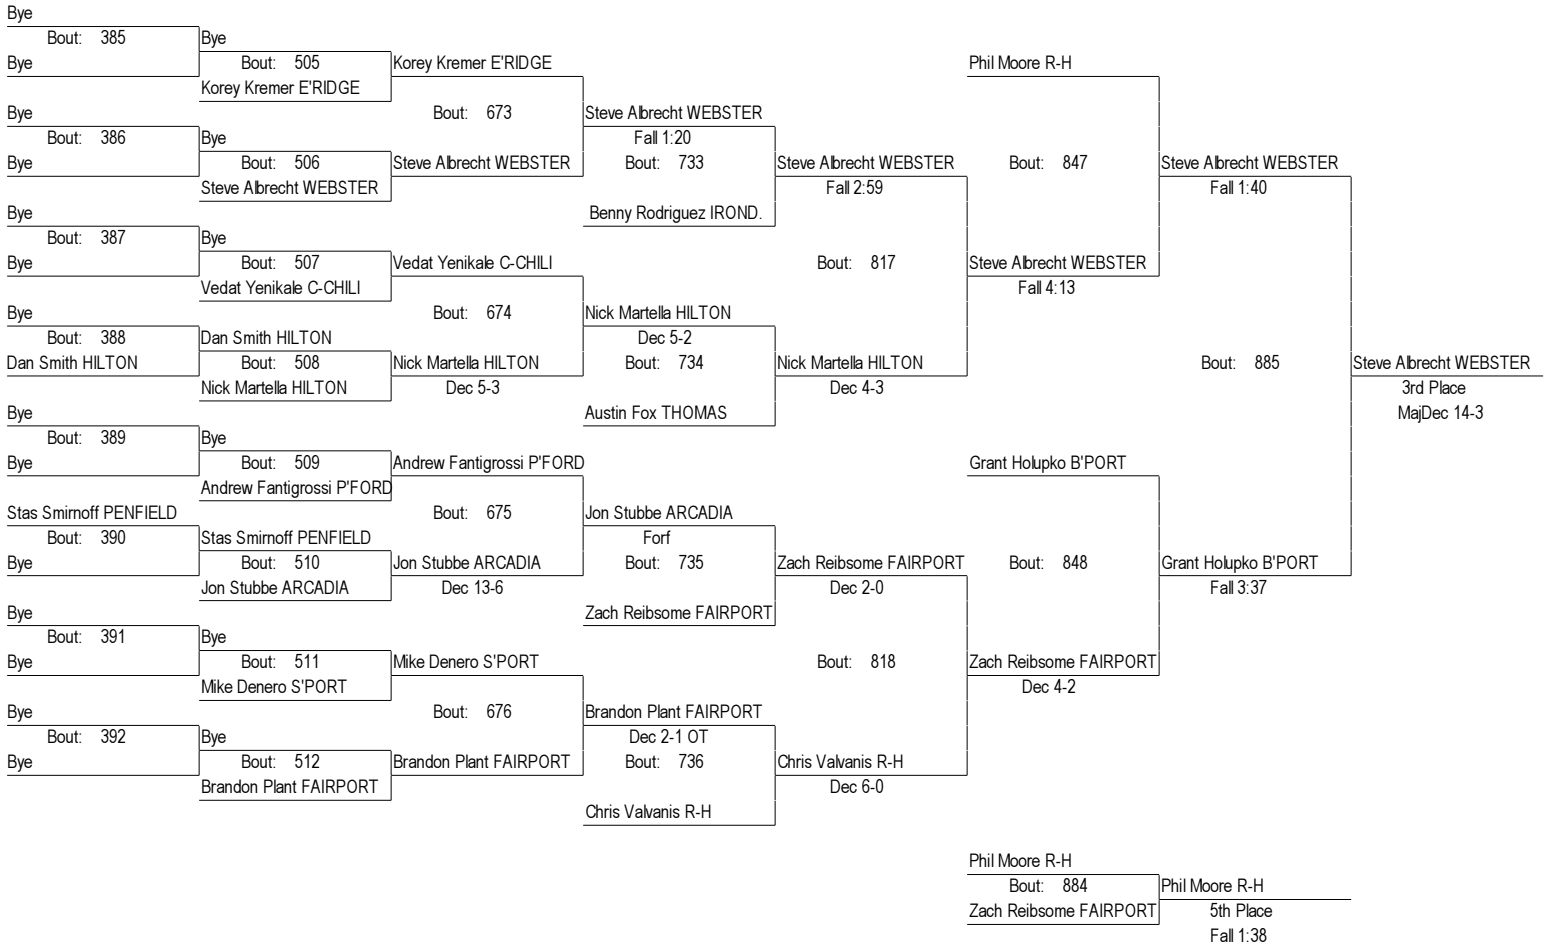 Bye
Bout: 385 Bye
Bye Bout: 505 Korey Kremer E'RIDGE Phil Moore R-H
Korey Kremer E'RIDGE
Bye Bout: 673 Steve Albrecht WEBSTER
Bout: 386 Bye Fall 1:20
Bye Bout: 506 Steve Albrecht WEBSTER Bout: 733 Steve Albrecht WEBSTER Bout: 847 Steve Albrecht WEBSTER
Steve Albrecht WEBSTER Fall 2:59 Fall 1:40
Bye Benny Rodriguez IROND.
Bout: 387 Bye
Bye Bout: 507 Vedat Yenikale C-CHILI Bout: 817 Steve Albrecht WEBSTER
Vedat Yenikale C-CHILI Fall 4:13
Bye Bout: 674 Nick Martella HILTON
Bout: 388 Dan Smith HILTON Dec 5-2
Dan Smith HILTON Bout: 508 Nick Martella HILTON Bout: 734 Nick Martella HILTON Bout: 885 Steve Albrecht WEBSTER
Nick Martella HILTON Dec 5-3 Dec 4-3 3rd Place
Bye Austin Fox THOMAS MajDec 14-3
Bout: 389 Bye
Bye Bout: 509 Andrew Fantigrossi P'FORD Grant Holupko B'PORT
Andrew Fantigrossi P'FORD
Stas Smirnoff PENFIELD Bout: 675 Jon Stubbe ARCADIA
Bout: 390 Stas Smirnoff PENFIELD Forf
Bye Bout: 510 Jon Stubbe ARCADIA Bout: 735 Zach Reibsome FAIRPORT Bout: 848 Grant Holupko B'PORT
Jon Stubbe ARCADIA Dec 13-6 Dec 2-0 Fall 3:37
Bye Zach Reibsome FAIRPORT
Bout: 391 Bye
Bye Bout: 511 Mike Denero S'PORT Bout: 818 Zach Reibsome FAIRPORT
Mike Denero S'PORT Dec 4-2
Bye Bout: 676 Brandon Plant FAIRPORT
Bout: 392 Bye Dec 2-1 OT
Bye Bout: 512 Brandon Plant FAIRPORT Bout: 736 Chris Valvanis R-H
Brandon Plant FAIRPORT Dec 6-0
Chris Valvanis R-H
Phil Moore R-H
Bout: 884 Phil Moore R-H
Zach Reibsome FAIRPORT 5th Place
Fall 1:38